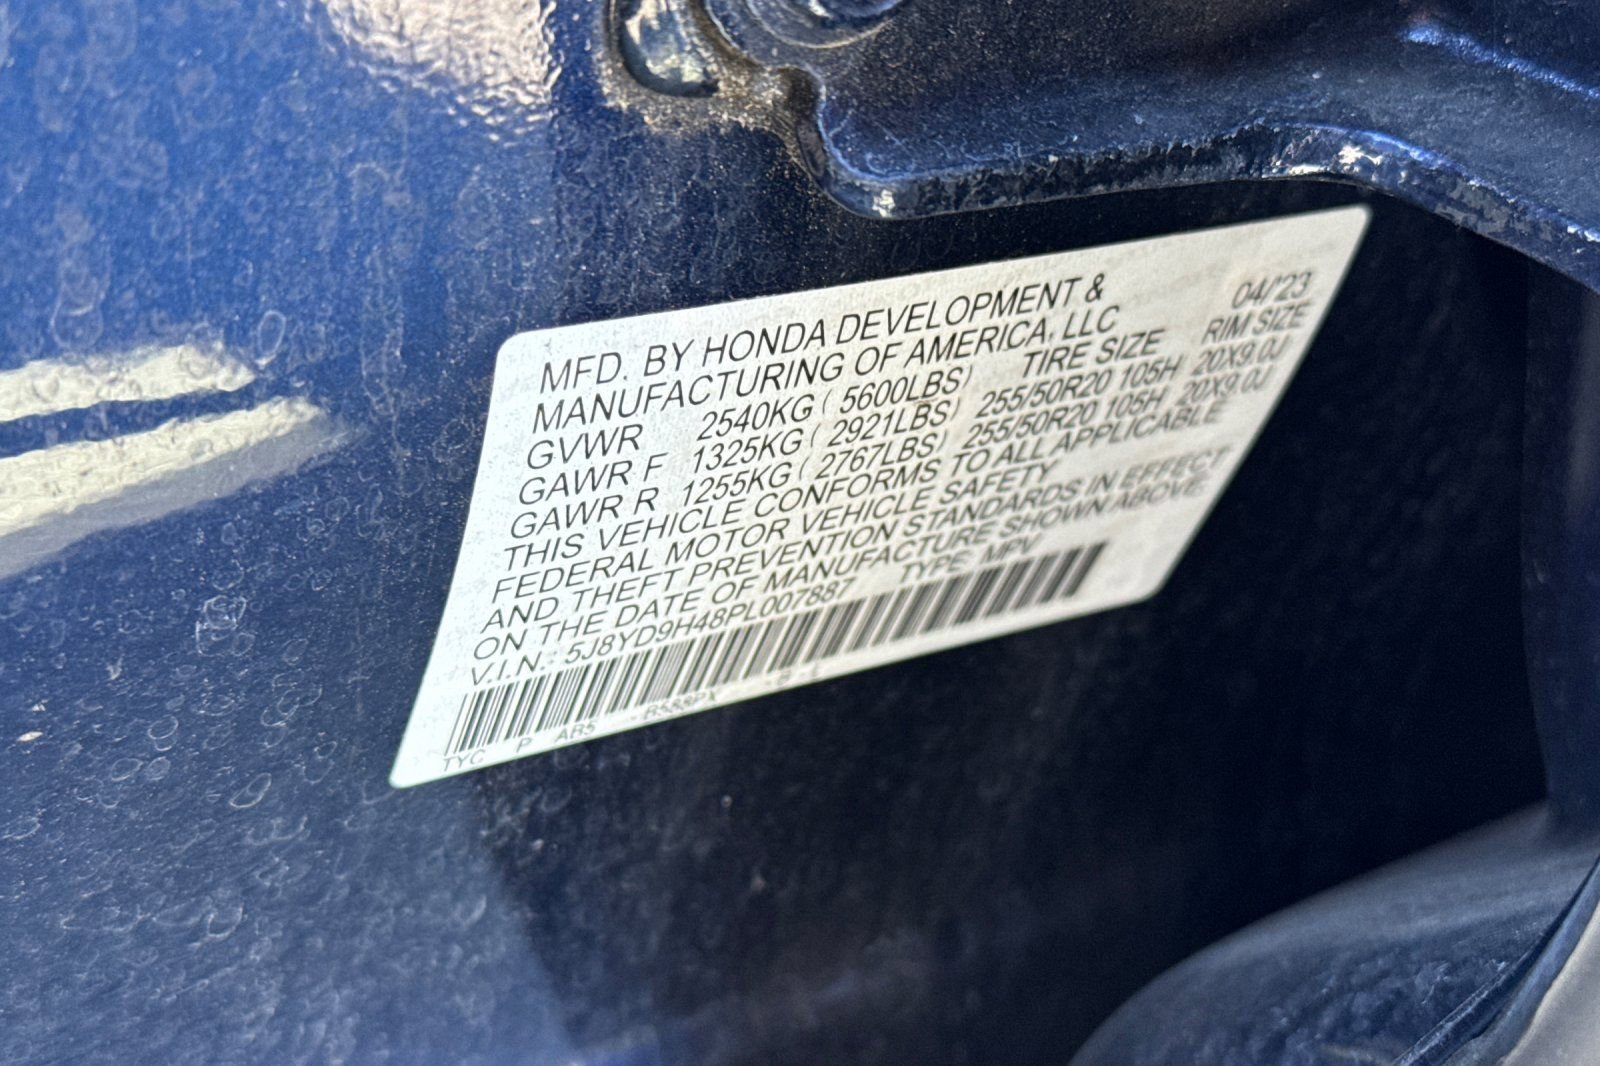 MFD. BY HONDA DEVELOPMENT & 04/23
MANUFACTURING OF AMERICA, LLC
GVWR 2540KG ( 5600LBS) TIRE SIZE RIM SIZE
GAWR F 1325KG ( 2921LBS) 255/50R20 105H 20X9.0J
GAWR R 1255KG ( 2767LBS) 255/50R20 105H 20X9.0J
THIS VEHICLE CONFORMS TO ALL APPLICABLE
FEDERAL MOTOR VEHICLE SAFETY
AND THEFT PREVENTION STANDARDS IN EFFECT
ON THE DATE OF MANUFACTURE SHOWN ABOVE.
V.I.N.: 5J8YD9H48PL007887 TYPE: MPV
TYC P AB5 - B588PX - B - L